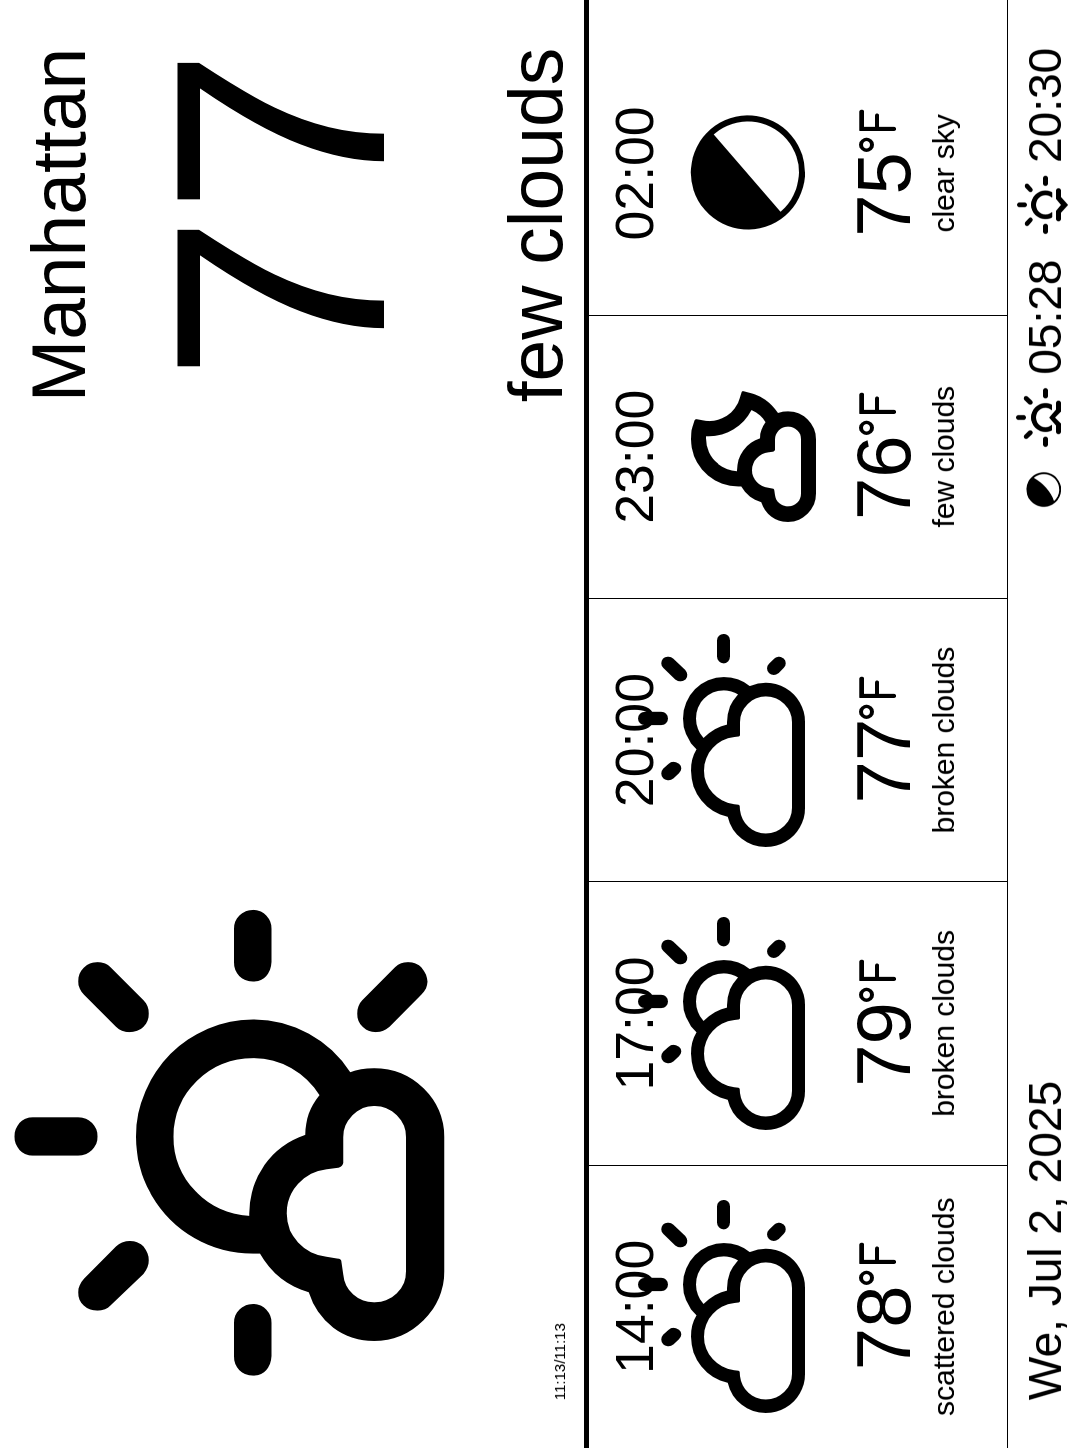 Manhattan
77
few clouds
11:13/11:13
14:00
78°F
scattered clouds
17:00
79°F
broken clouds
20:00
77°F
broken clouds
23:00
76°F
few clouds
02:00
75°F
clear sky
We, Jul 2, 2025
05:28 20:30